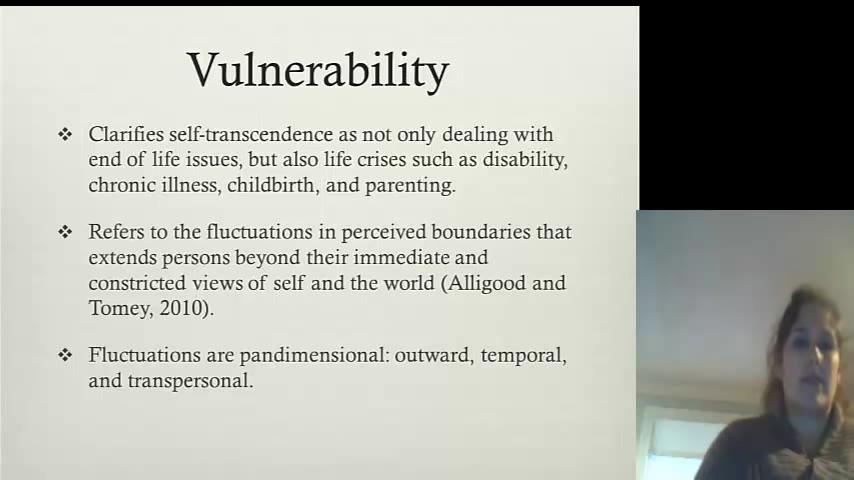 Vulnerability
❖ Clarifies self-transcendence as not only dealing with
end of life issues, but also life crises such as disability,
chronic illness, childbirth, and parenting.
❖ Refers to the fluctuations in perceived boundaries that
extends persons beyond their immediate and
constricted views of self and the world (Alligood and
Tomey, 2010).
❖ Fluctuations are pandimensional: outward, temporal,
and transpersonal.